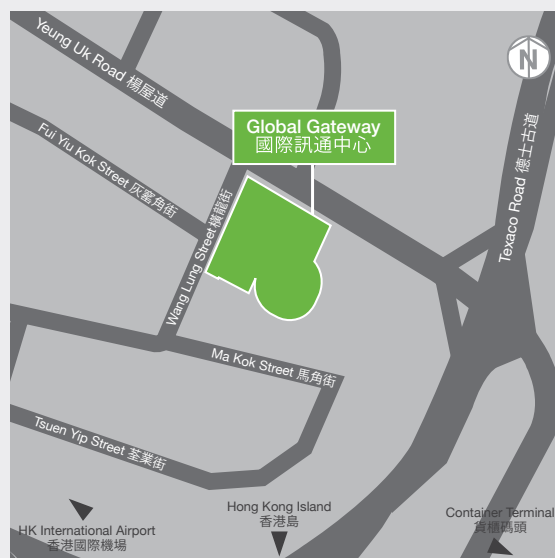 Yeung Uk Road 楊屋道
N
Global Gateway
國際訊通中心
Fui Yiu Kok Street 灰窰角街
Texaco Road 德士古道
Wang Lung Street 橫龍街
Ma Kok Street 馬角街
Tsuen Yip Street 荃業街
Hong Kong Island
香港島
Container Terminal
貨櫃碼頭
HK International Airport
香港國際機場